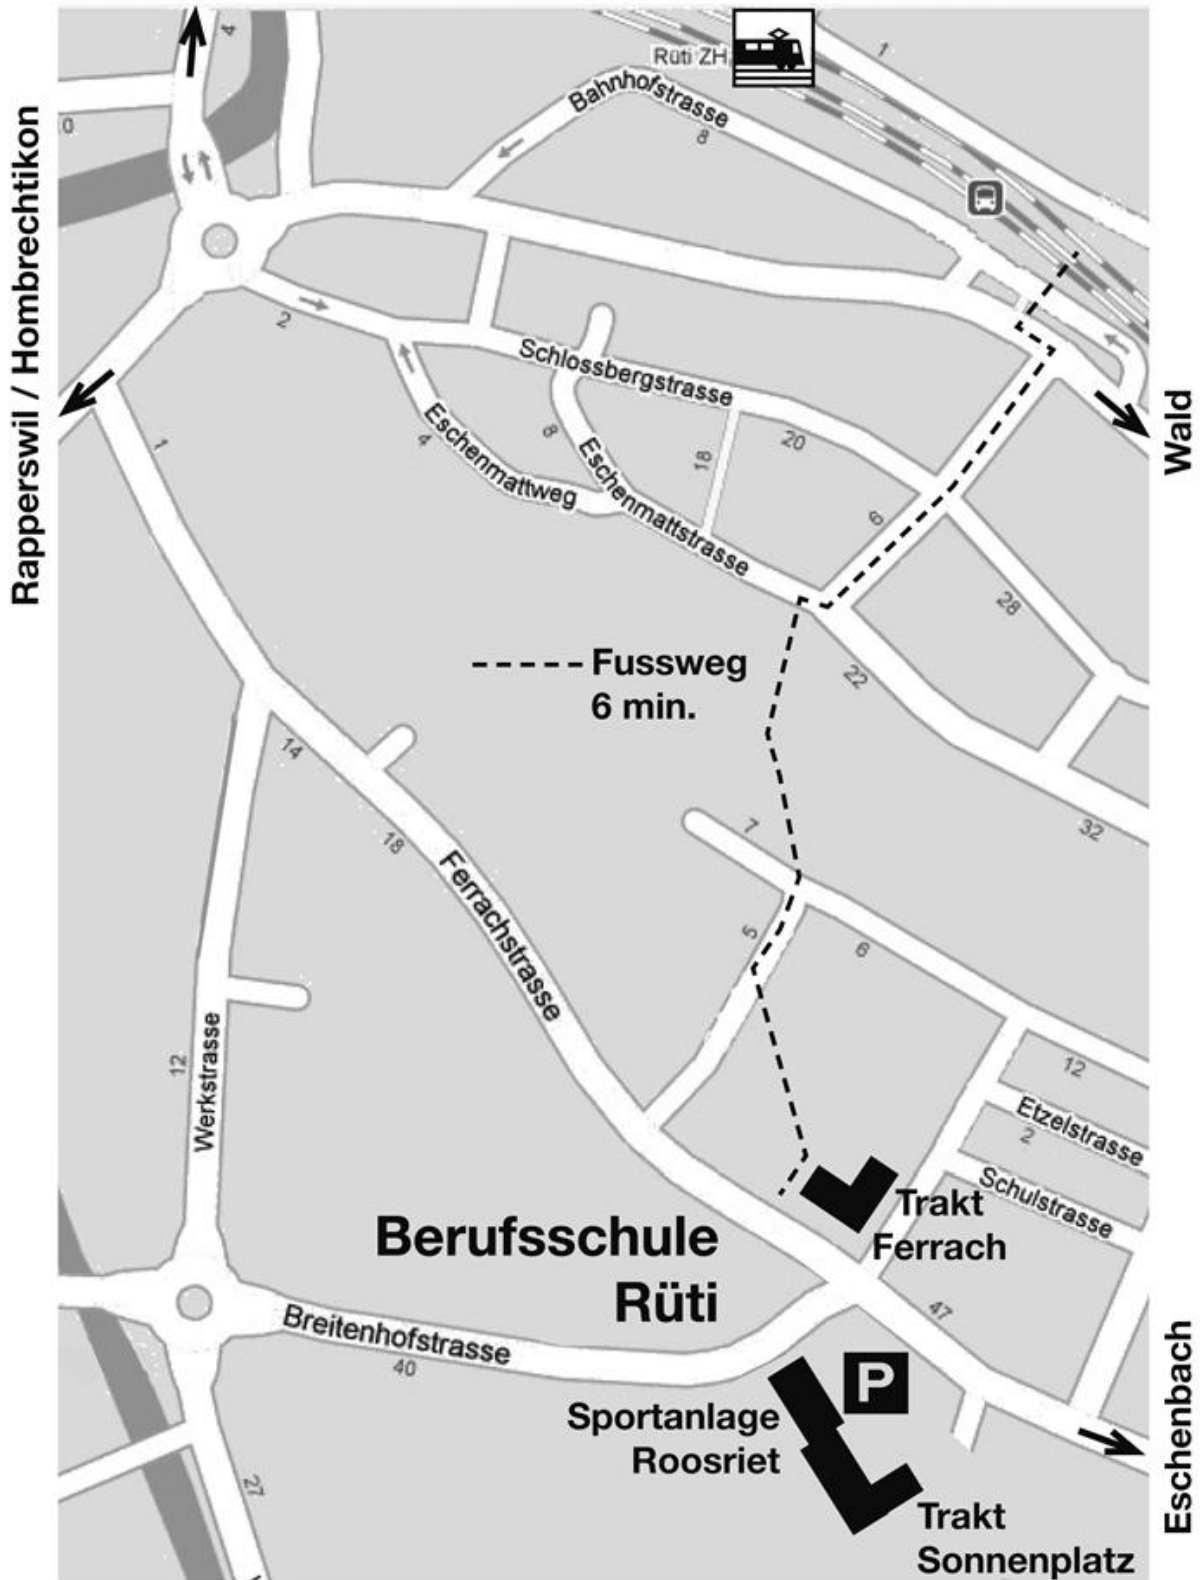 4
1
Rüti ZH
Bahnhofstrasse
8
0
Rapperswil / Hombrechtikon
2
Schlossbergstrasse
Wald
1
4
8
18
20
Eschenmattweg
Eschenmattstrasse
6
28
Fussweg
6 min.
22
14
18
7
32
Ferrachstrasse
5
6
12
Werkstrasse
12
Etzelstrasse
2
Schulstrasse
Trakt
Ferrach
Berufsschule
Rüti
47
Breitenhofstrasse
40
P
Sportanlage
Roosriet
Eschenbach
27
Trakt
Sonnenplatz